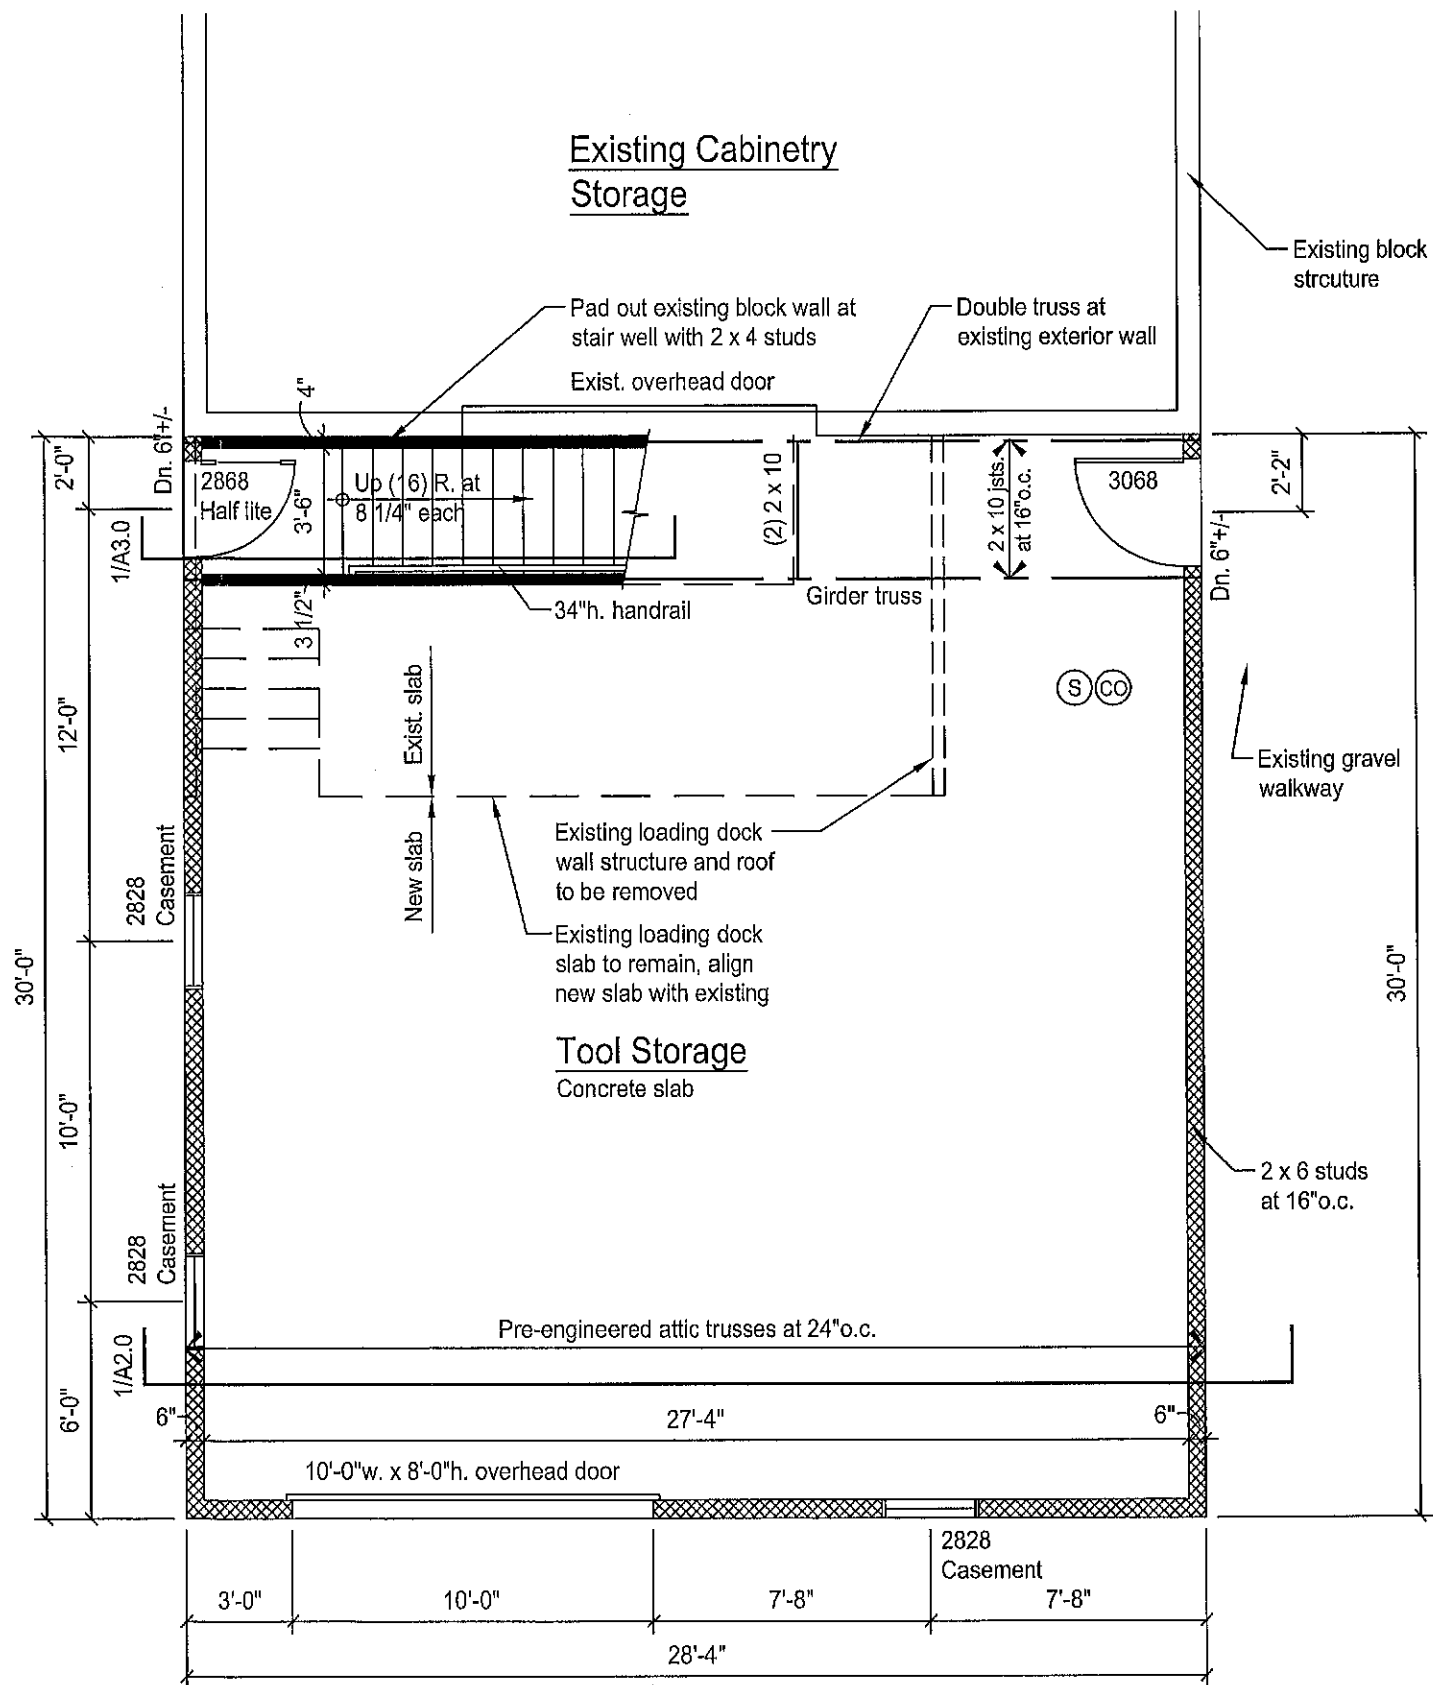 Existing Cabinetry
Storage
Existing block
strcuture
Pad out existing block wall at
stair well with 2 x 4 studs
Double truss at
existing exterior wall
Exist. overhead door
4"
Dn. 6"+/-
2'-0"
2868
Half lite
3'-6"
Up (16) R. at
8 1/4" each
(2) 2 x 10
2 x 10 jsts.
at 16"o.c.
3068
2'-2"
Dn. 6"+/-
1/A3.0
3 1/2"
34"h. handrail
Girder truss
S
CO
Exist. slab
New slab
12'-0"
Existing gravel
walkway
Existing loading dock
wall structure and roof
to be removed
2828
Casement
Existing loading dock
slab to remain, align
new slab with existing
30'-0"
30'-0"
Tool Storage
Concrete slab
10'-0"
2 x 6 studs
at 16"o.c.
2828
Casement
Pre-engineered attic trusses at 24"o.c.
1/A2.0
6'-0"
6"
27'-4"
6"
10'-0"w. x 8'-0"h. overhead door
2828
Casement
3'-0"
10'-0"
7'-8"
7'-8"
28'-4"